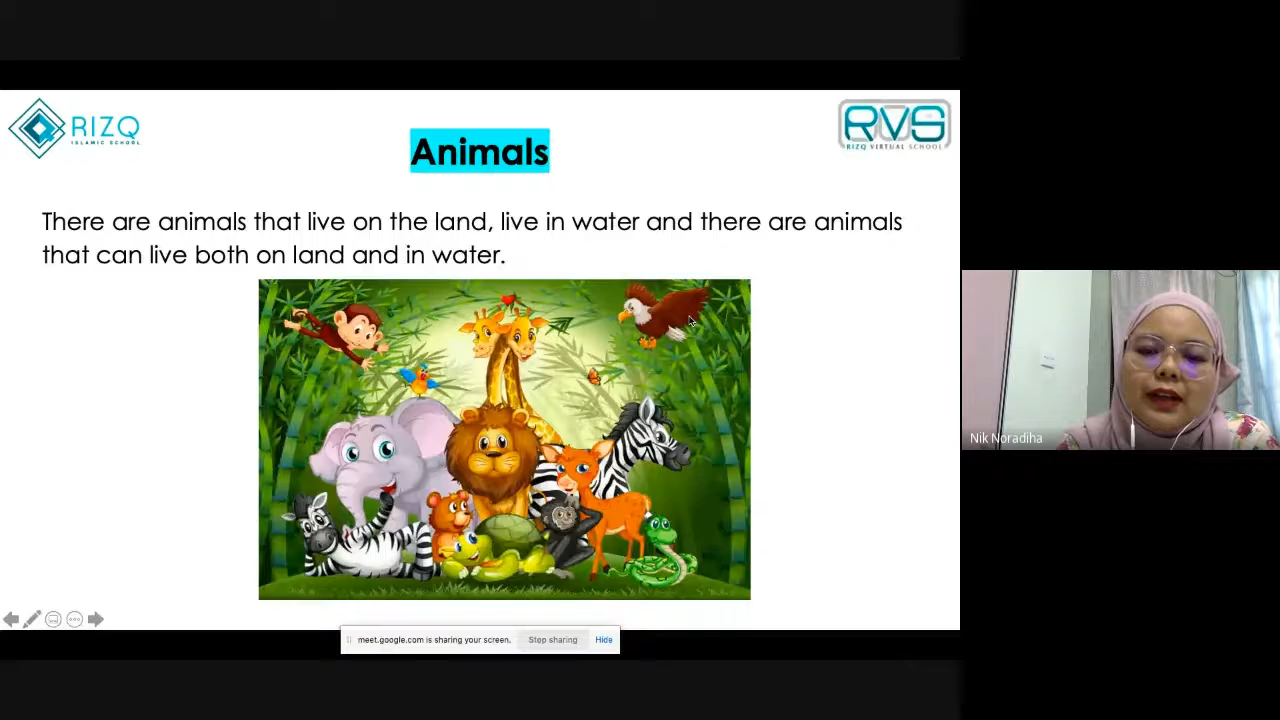 RIZQ
ISLAMIC SCHOOL
RVS
RIZQ VIRTUAL SCHOOL
Animals
There are animals that live on the land, live in water and there are animals
that can live both on land and in water.
Nik Noradiha
meet.google.com is sharing your screen. Stop sharing Hide